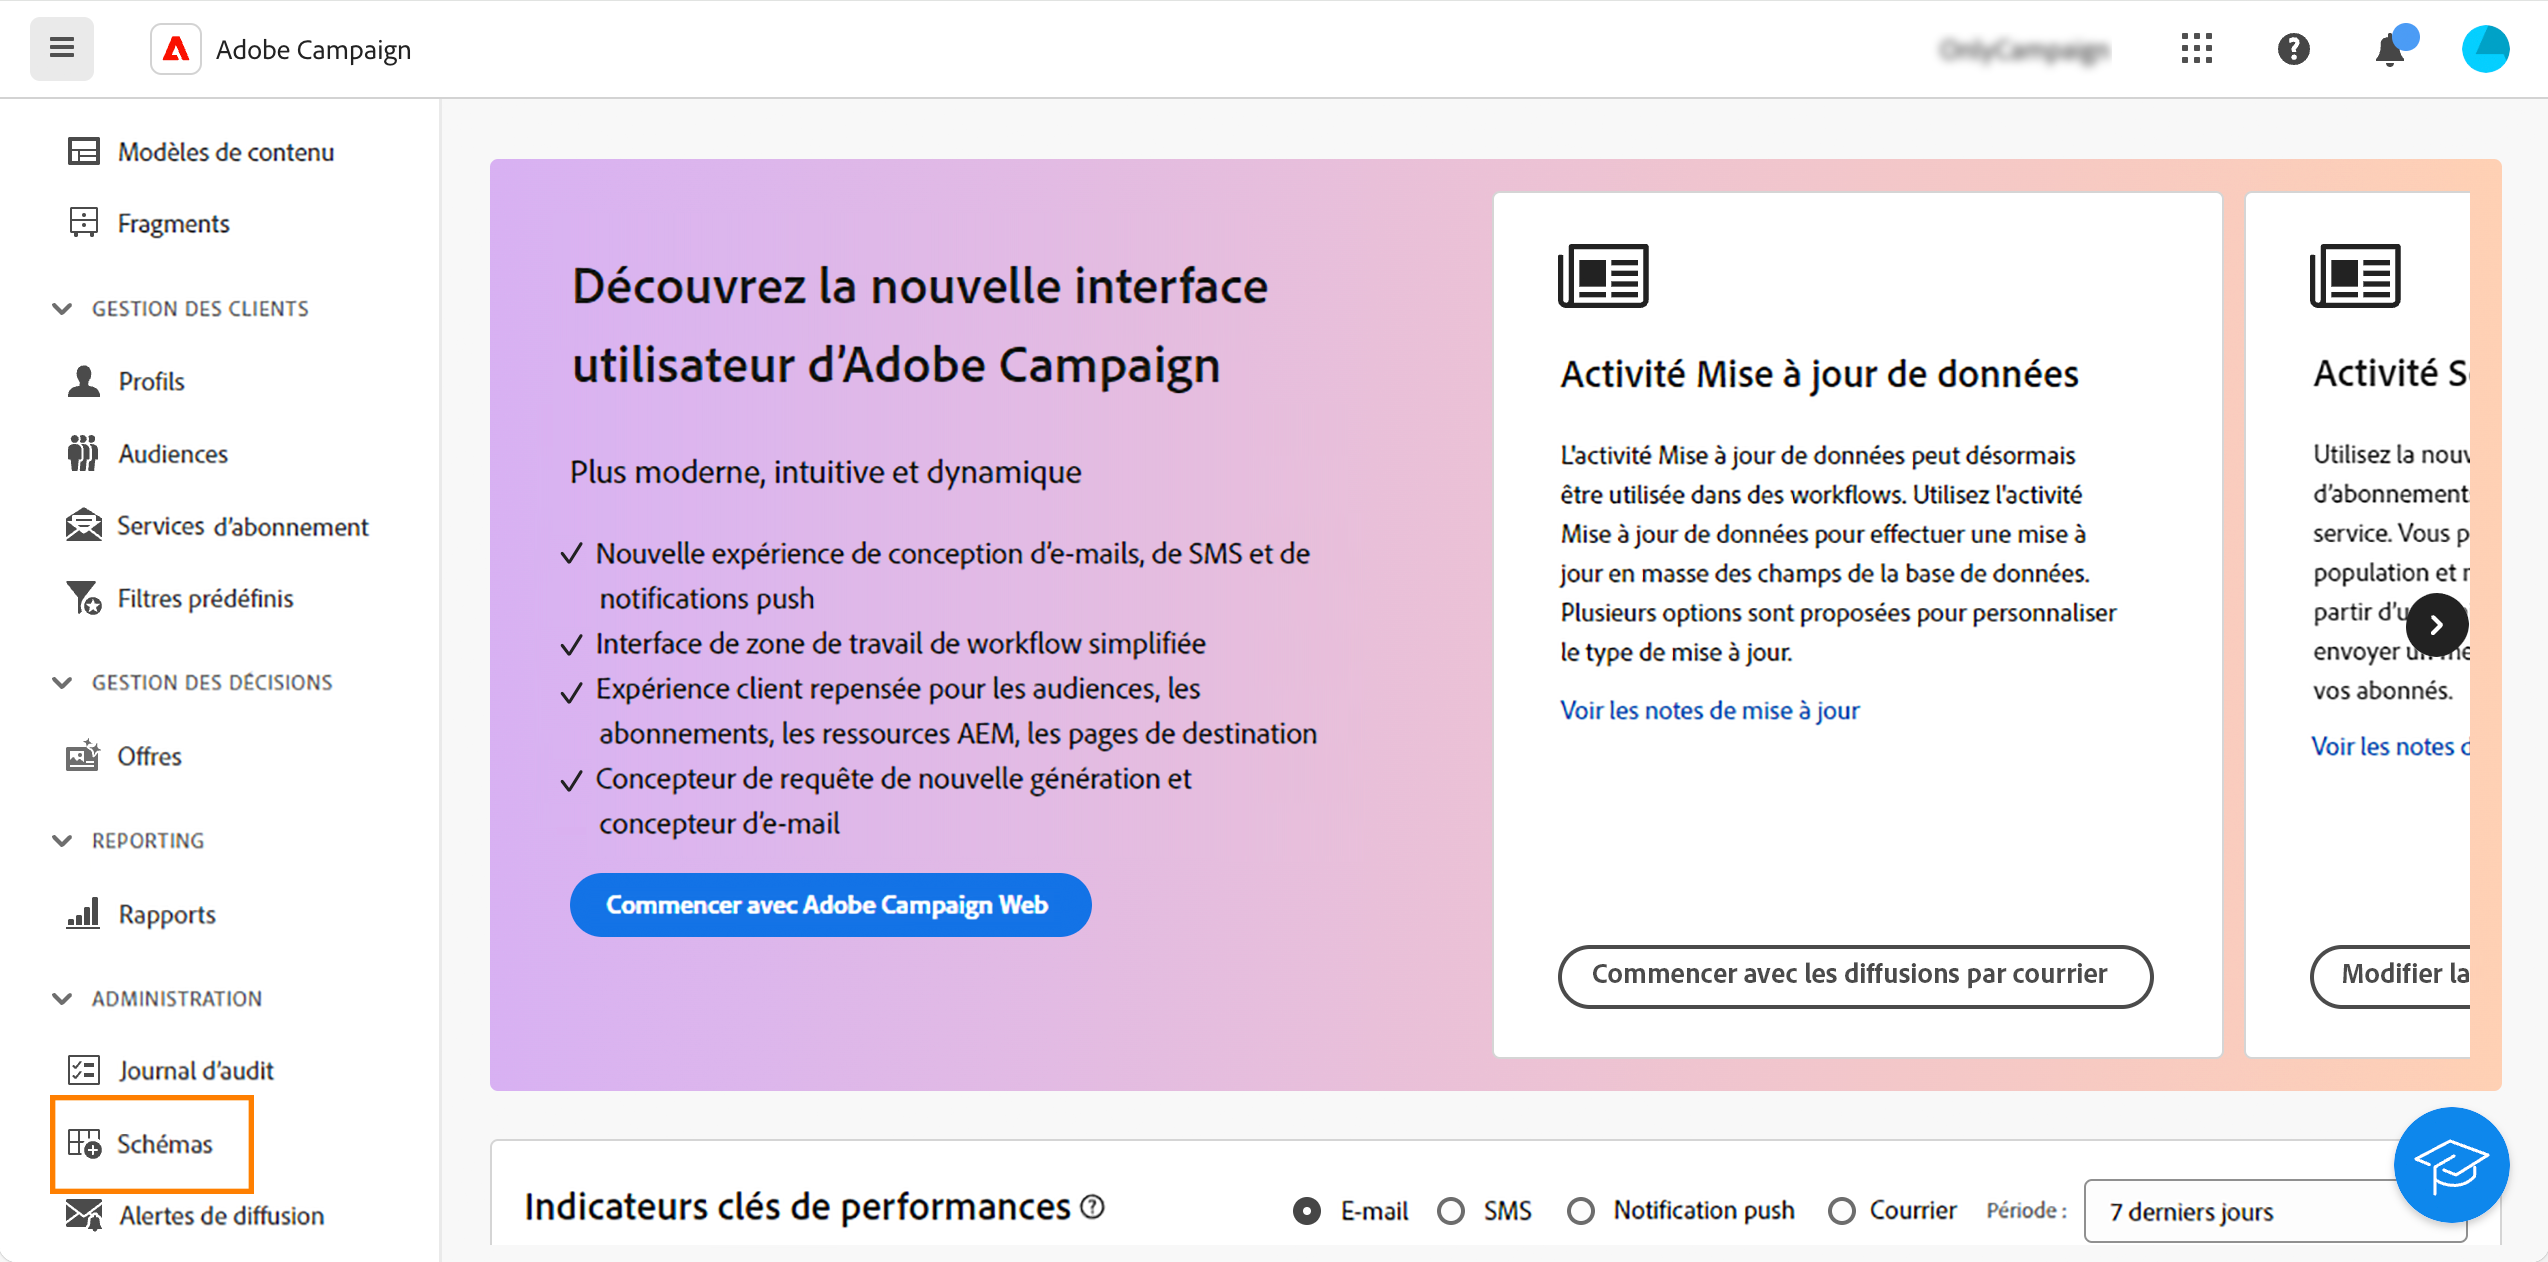 Adobe Campaign
Modèles de contenu
Fragments
GESTION DES CLIENTS
Profils
Audiences
Services d’abonnement
Filtres prédéfinis
GESTION DES DÉCISIONS
Offres
REPORTING
Rapports
ADMINISTRATION
Journal d’audit
Schémas
Alertes de diffusion
Découvrez la nouvelle interface
utilisateur d’Adobe Campaign
Plus moderne, intuitive et dynamique
Nouvelle expérience de conception d’e-mails, de SMS et de
notifications push
Interface de zone de travail de workflow simplifiée
Expérience client repensée pour les audiences, les
abonnements, les ressources AEM, les pages de destination
Concepteur de requête de nouvelle génération et
concepteur d’e-mail
Commencer avec Adobe Campaign Web
Activité Mise à jour de données
L'activité Mise à jour de données peut désormais
être utilisée dans des workflows. Utilisez l'activité
Mise à jour de données pour effectuer une mise à
jour en masse des champs de la base de données.
Plusieurs options sont proposées pour personnaliser
le type de mise à jour.
Voir les notes de mise à jour
Commencer avec les diffusions par courrier
Activité
Utilisez la
d’abonnement
service. Vous
population et
partir
envoyer
vos abonnés.
Voir les notes
Modifier la
Indicateurs clés de performances
E-mail SMS Notification push Courrier Période : 7 derniers jours